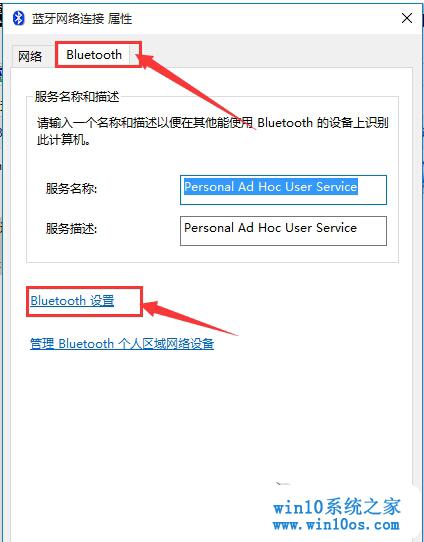 蓝牙网络连接 属性
网络 Bluetooth
服务名称和描述
请输入一个名称和描述以便在其他能使用 Bluetooth 的设备上识别
此计算机。
服务名称: Personal Ad Hoc User Service
服务描述: Personal Ad Hoc User Service
Bluetooth 设置
管理 Bluetooth 个人区域网络设备
win10系统之家
www.win10os.com